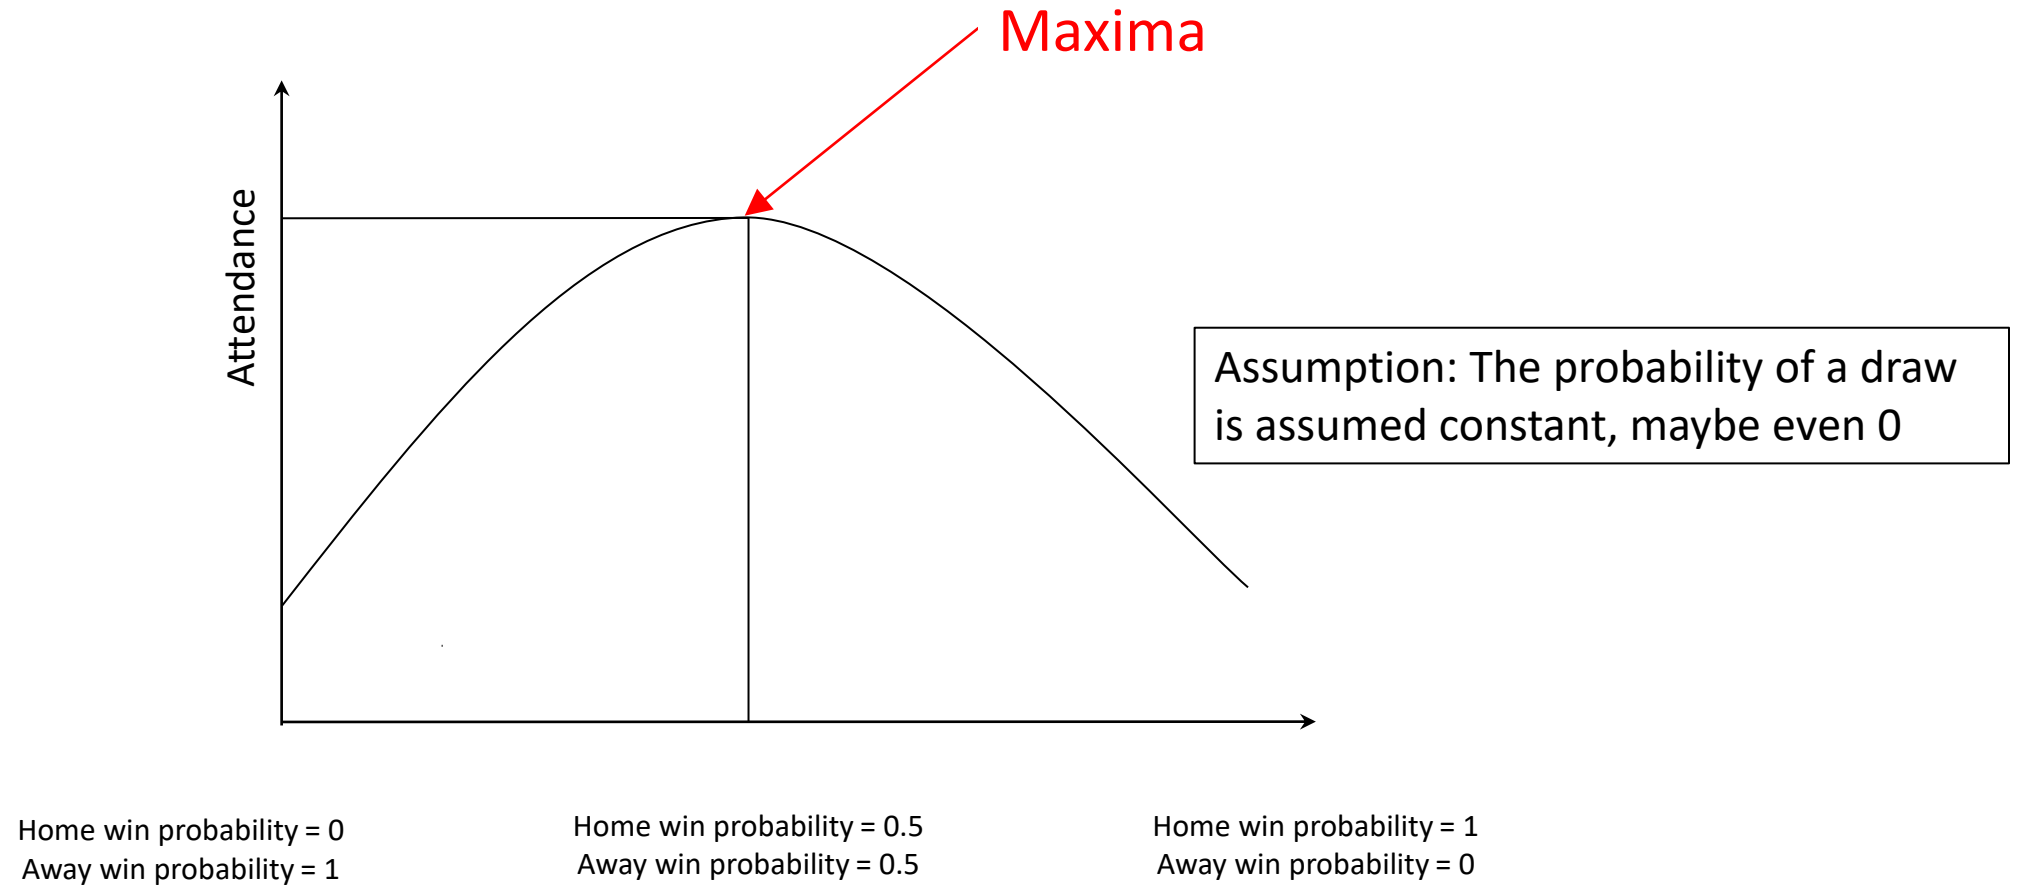 Maxima
Attendance
Assumption: The probability of a draw
is assumed constant, maybe even 0
Home win probability = 0
Away win probability = 1
Home win probability = 0.5
Away win probability = 0.5
Home win probability = 1
Away win probability = 0